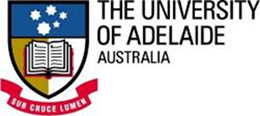 THE UNIVERSITY
OF ADELAIDE
AUSTRALIA
SUB CRUCE LUMEN